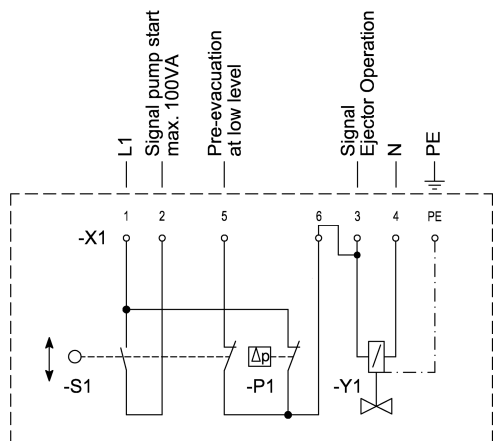 L1
Signal pump start
max. 100VA
Pre-evacuation
at low level
Signal
Ejector Operation
N
PE
1 2 5 6 3 4 PE
-X1
Δp
-S1 -P1 -Y1